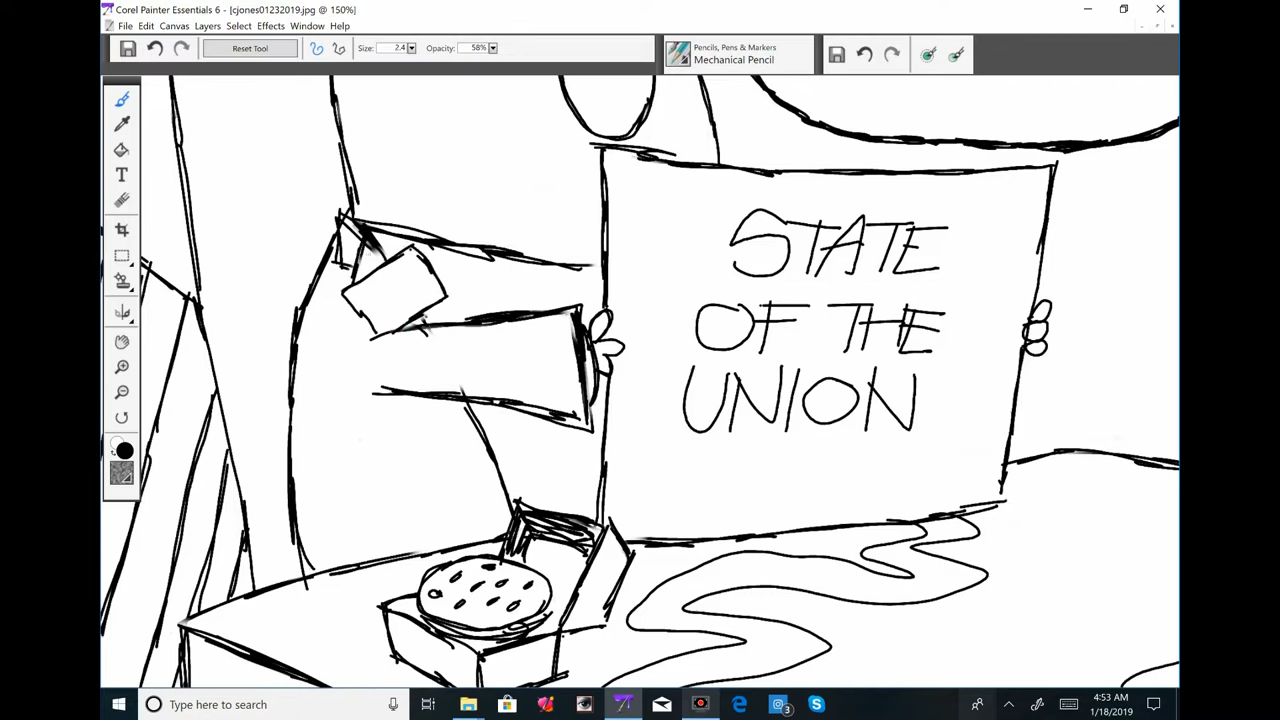 Corel Painter Essentials 6 - [cjones01232019.jpg @ 150%]
File Edit Canvas Layers Select Effects Window Help
Reset Tool
Size: 2.4
Opacity: 58%
Pencils, Pens & Markers
Mechanical Pencil
T
STATE
OF THE
UNION
Type here to search
3
4:53 AM
1/18/2019